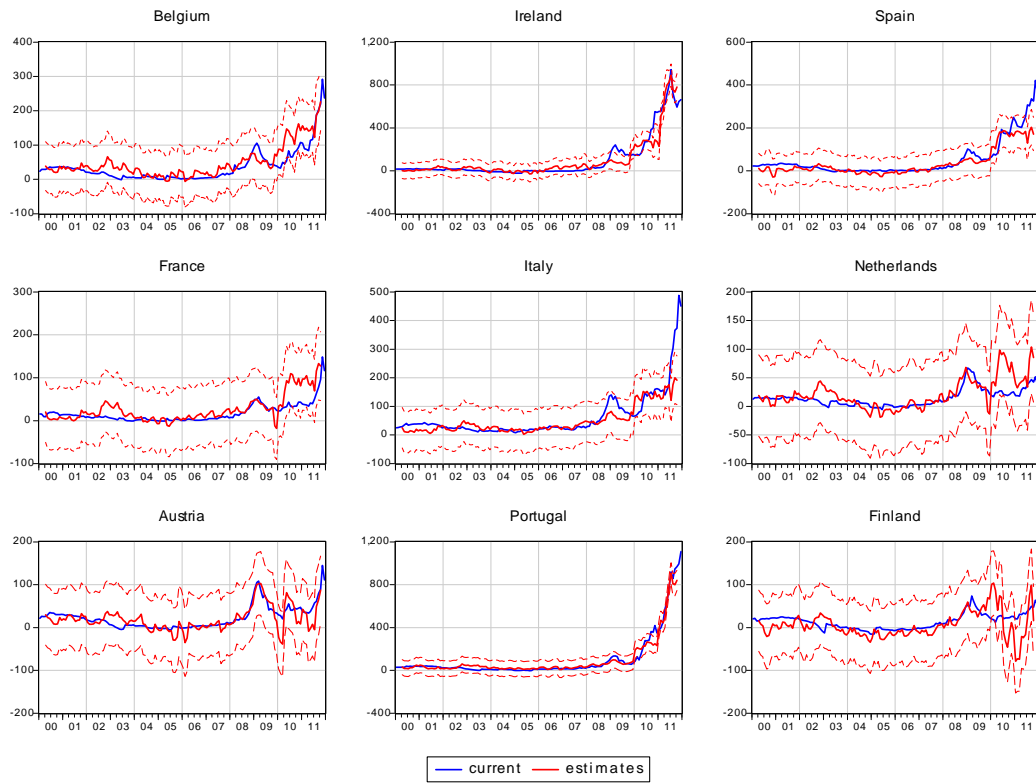 Belgium Ireland Spain
400 1,200 600
300 800 400
200 400 200
100 0 0
0 -400 -200
-100
00 01 02 03 04 05 06 07 08 09 10 11 00 01 02 03 04 05 06 07 08 09 10 11 00 01 02 03 04 05 06 07 08 09 10 11
France Italy Netherlands
300 500 200
200 400 150
100 300 100
0 200 50
-100 100 0
0 -50
-100 -100
00 01 02 03 04 05 06 07 08 09 10 11 00 01 02 03 04 05 06 07 08 09 10 11 00 01 02 03 04 05 06 07 08 09 10 11
Austria Portugal Finland
200 1,200 200
100 800 100
0 400 0
-100 0 -100
-200 -400 -200
00 01 02 03 04 05 06 07 08 09 10 11 00 01 02 03 04 05 06 07 08 09 10 11 00 01 02 03 04 05 06 07 08 09 10 11
current estimates